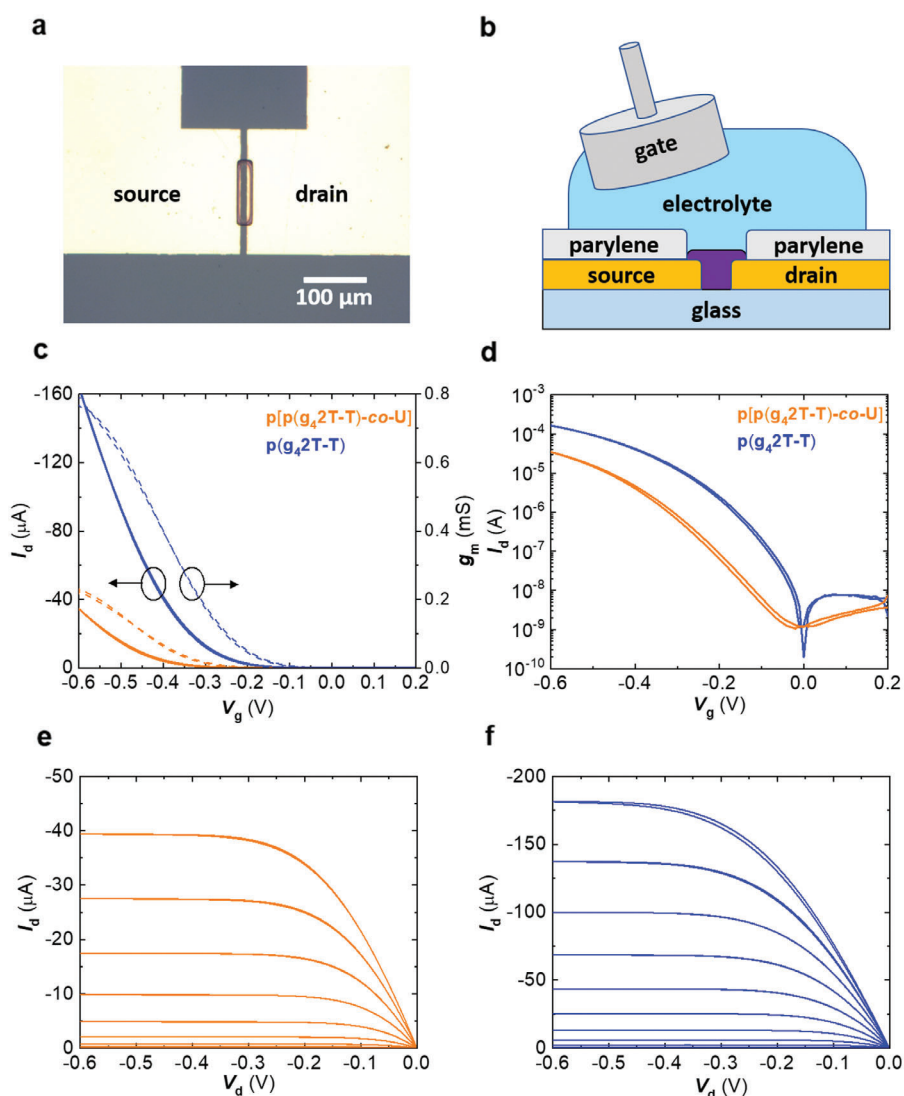 a
source
drain
100 μm
b
gate
electrolyte
parylene
parylene
source
drain
glass
c
-160
-120
-80
-40
0
I_d (μA)
0.8
0.6
0.4
0.2
0.0
g_m (mS)
p[p(g₄2T-T)-co-U]
p(g₄2T-T)
-0.6 -0.5 -0.4 -0.3 -0.2 -0.1 0.0 0.1 0.2
V_g (V)
d
10⁻³
10⁻⁴
10⁻⁵
10⁻⁶
10⁻⁷
10⁻⁸
10⁻⁹
10⁻¹⁰
I_d (A)
p[p(g₄2T-T)-co-U]
p(g₄2T-T)
-0.6 -0.4 -0.2 0.0 0.2
V_g (V)
e
-50
-40
-30
-20
-10
0
I_d (μA)
-0.6 -0.5 -0.4 -0.3 -0.2 -0.1 0.0
V_d (V)
f
-200
-150
-100
-50
0
I_d (μA)
-0.6 -0.5 -0.4 -0.3 -0.2 -0.1 0.0
V_d (V)